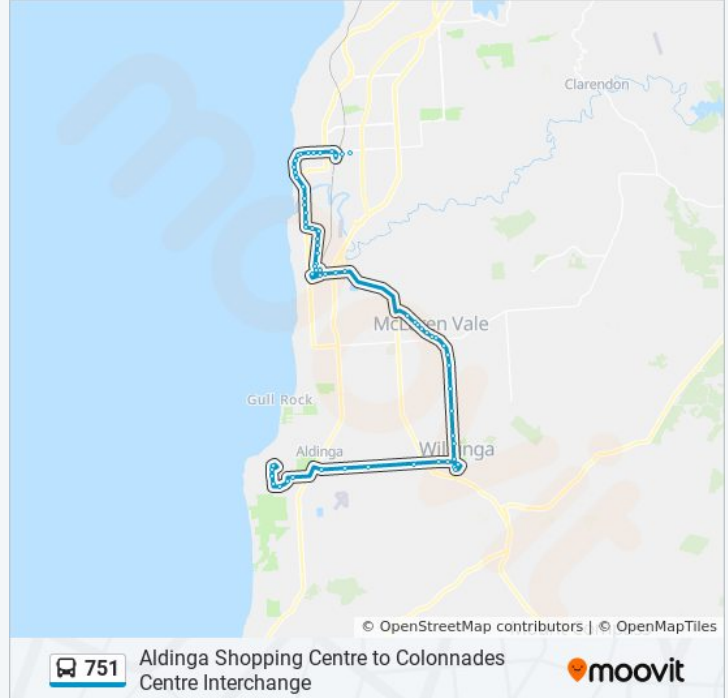 Clarendon
McLaren Vale
Gull Rock
Aldinga
Willunga
© OpenStreetMap contributors | © OpenMapTiles
751
Aldinga Shopping Centre to Colonnades
Centre Interchange
moovit